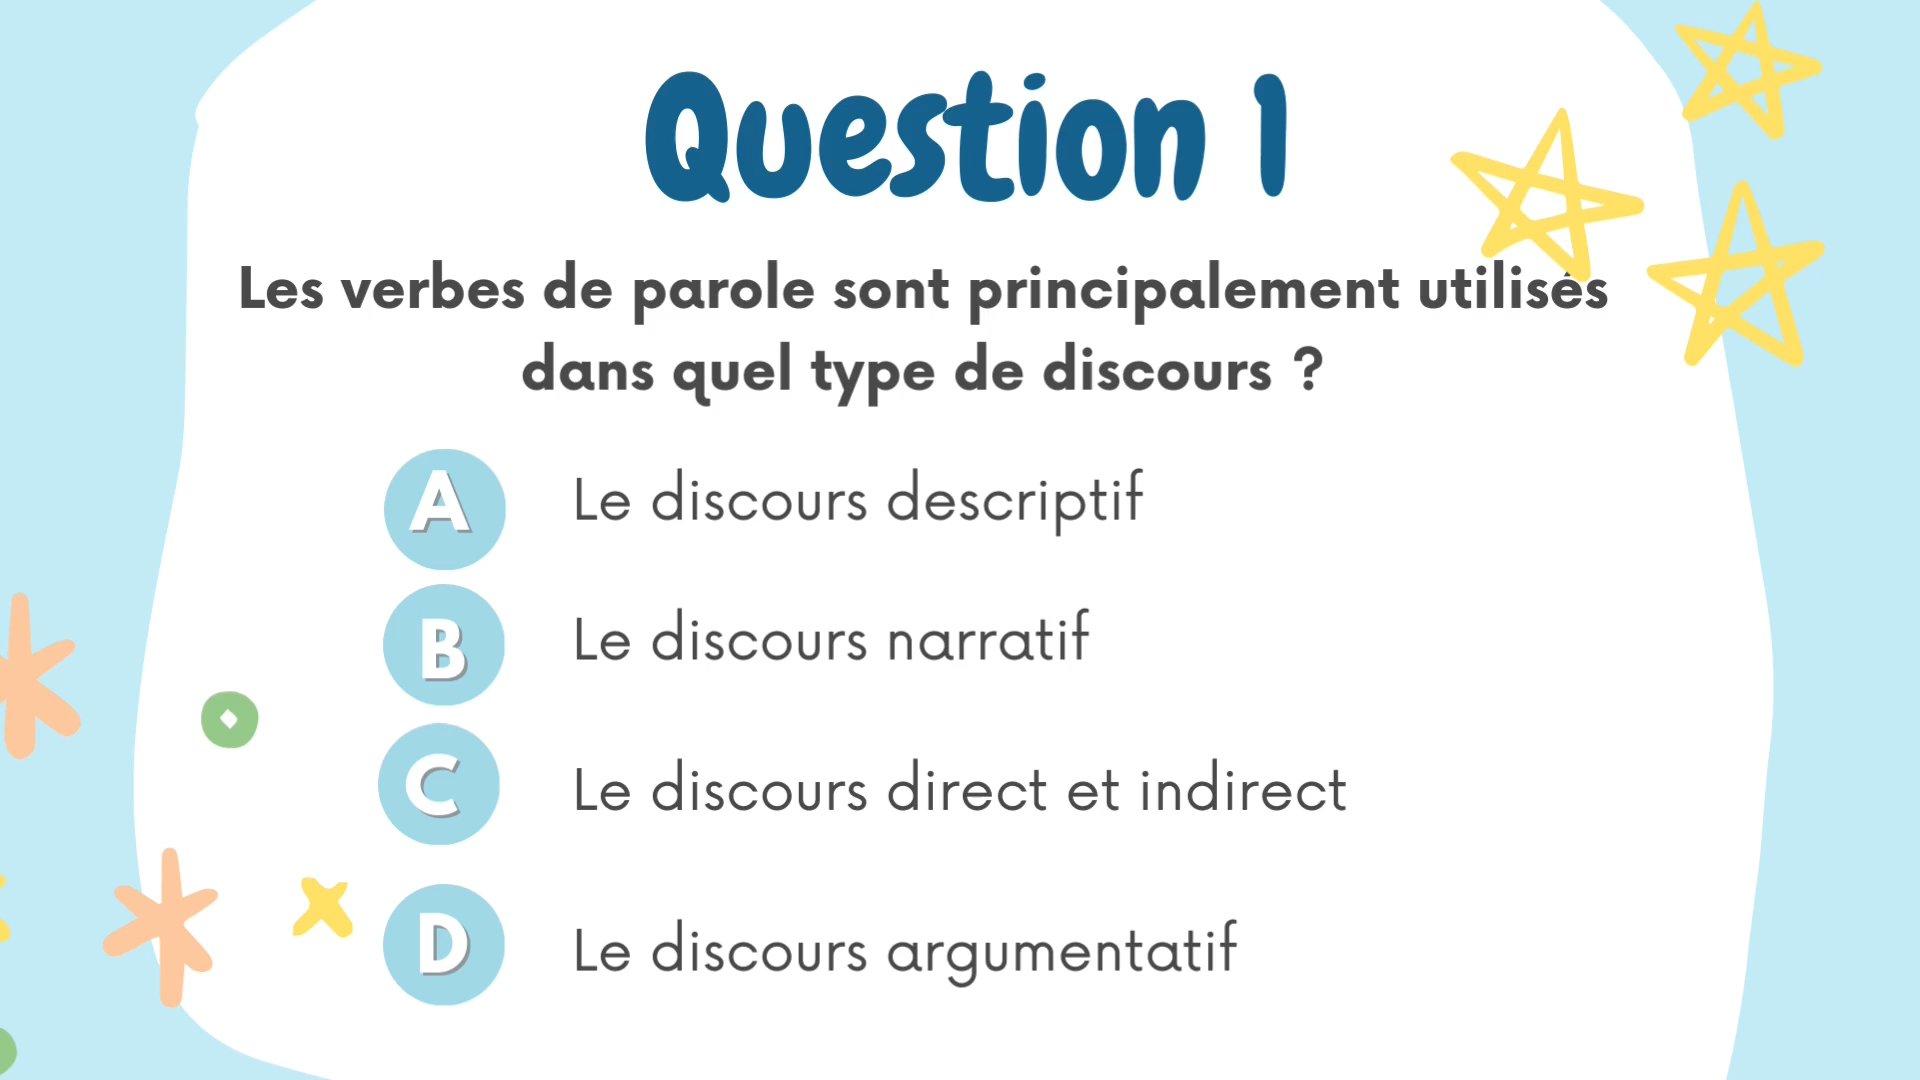 Question 1
Les verbes de parole sont principalement utilisés
dans quel type de discours ?
A Le discours descriptif
B Le discours narratif
C Le discours direct et indirect
D Le discours argumentatif